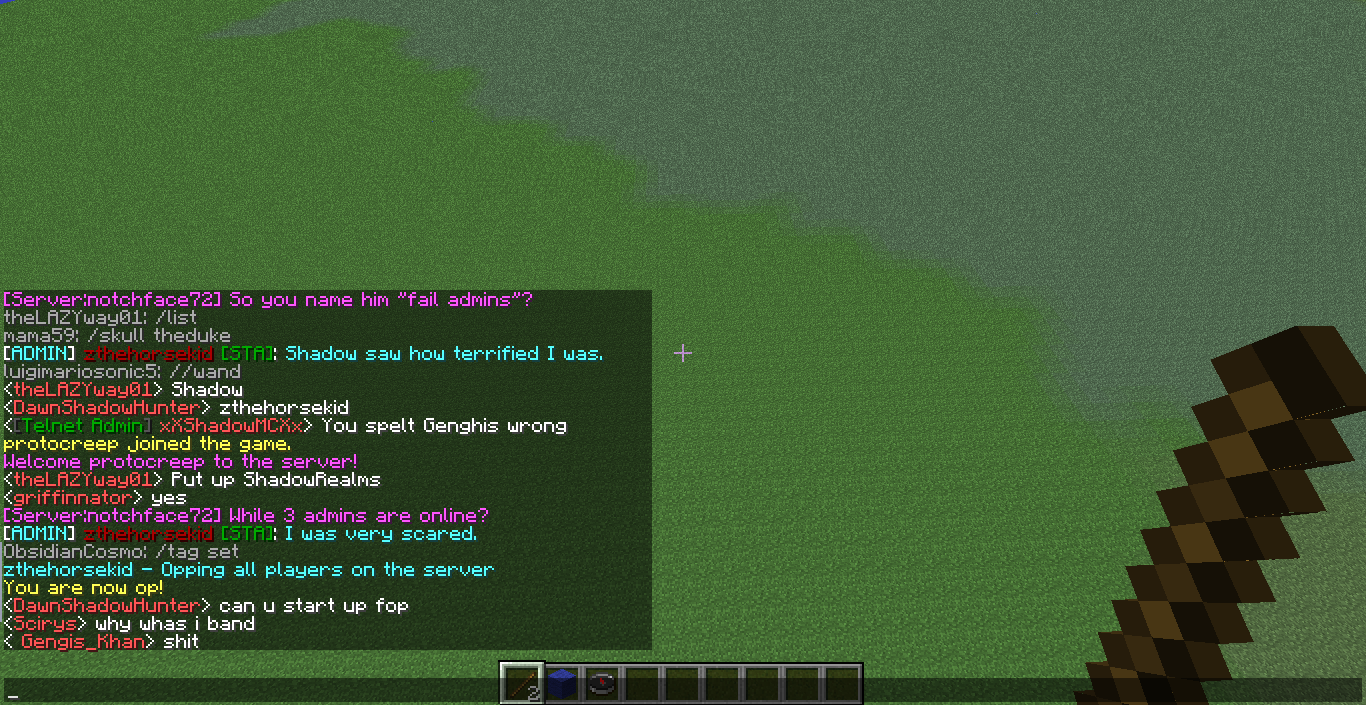 [Server:notchface72] So you name him "fail admins"?
theLAZYway01: /list
mama59: /skull theduke
[ADMIN] zthehorsekid [STA]: Shadow saw how terrified I was.
luigimariosonic5: //wand
<theLAZYway01> Shadow
<DawnShadowHunter> zthehorsekid
<[Telnet Admin] xXShadowMCXx> You spelt Genghis wrong
protocreep joined the game.
Welcome protocreep to the server!
<theLAZYway01> Put up ShadowRealms
<griffinnator> yes
[Server:notchface72] While 3 admins are online?
[ADMIN] zthehorsekid [STA]: I was very scared.
ObsidianCosmo: /tag set
zthehorsekid - Opping all players on the server
You are now op!
<DawnShadowHunter> can u start up fop
<Scirys> why whas i band
< Gengis_Khan> shit
2
_